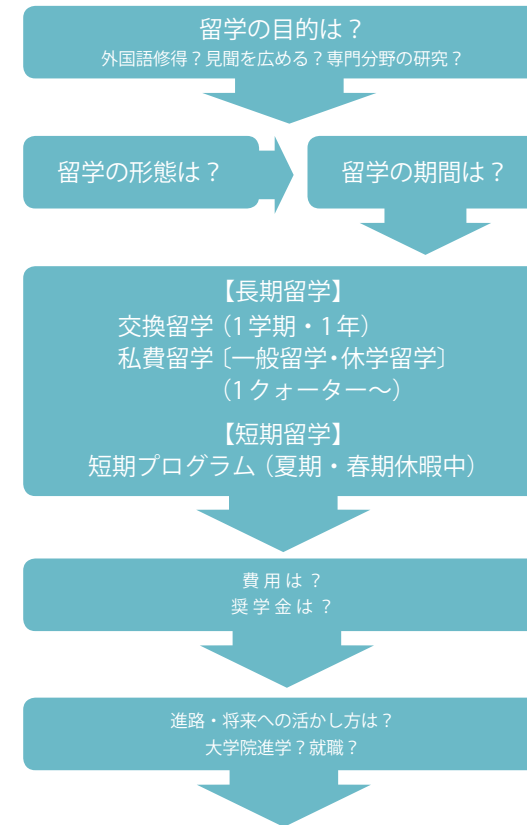 留学の目的は？
外国語修得？見聞を広める？専門分野の研究？
留学の形態は？
留学の期間は？
【長期留学】
交換留学（1学期・1年）
私費留学〔一般留学・休学留学〕
（1クォーター～）
【短期留学】
短期プログラム（夏期・春期休暇中）
費用は？
奨学金は？
進路・将来への活かし方は？
大学院進学？就職？